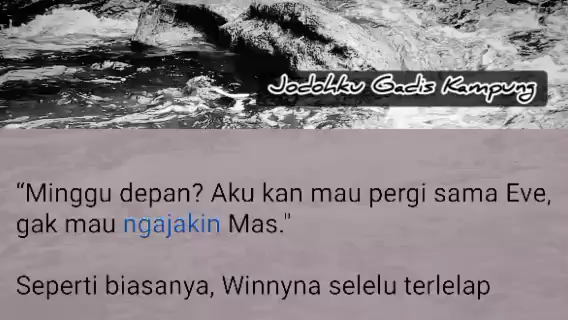 Jodohku Gadis Kampung
“Minggu depan? Aku kan mau pergi sama Eve,
gak mau ngajakin Mas."
Seperti biasanya, Winnyna selelu terlelap